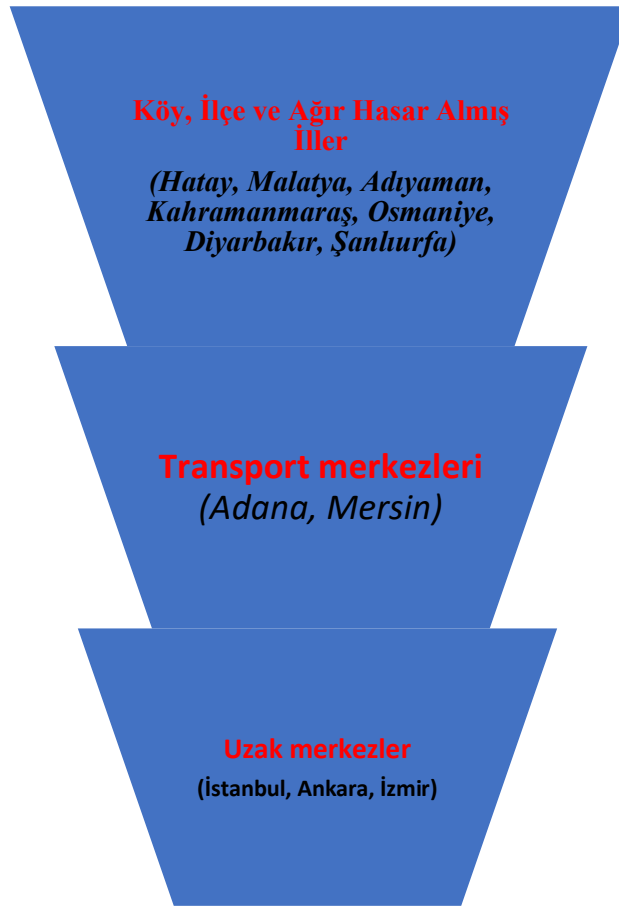 Köy, İlçe ve Ağır Hasar Almış
İller
(Hatay, Malatya, Adıyaman,
Kahramanmaraş, Osmaniye,
Diyarbakır, Şanlıurfa)
Transport merkezleri
(Adana, Mersin)
Uzak merkezler
(İstanbul, Ankara, İzmir)